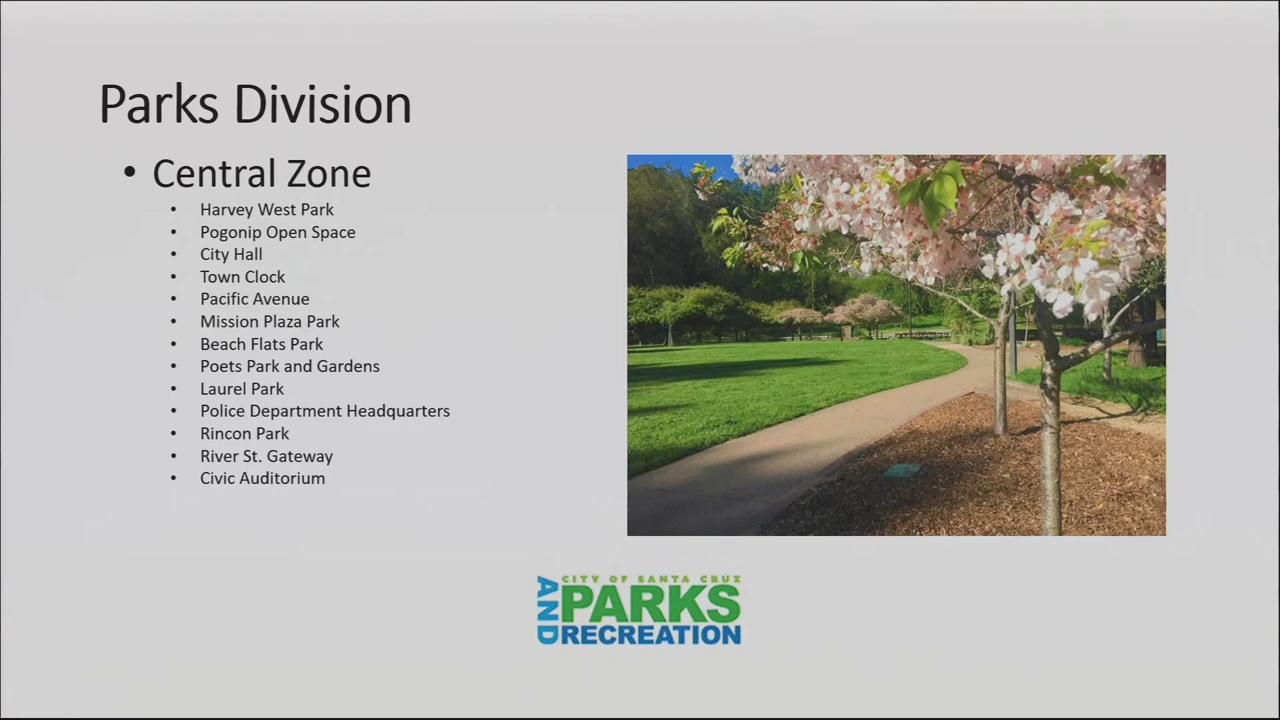 Parks Division
• Central Zone
• Harvey West Park
• Pogonip Open Space
• City Hall
• Town Clock
• Pacific Avenue
• Mission Plaza Park
• Beach Flats Park
• Poets Park and Gardens
• Laurel Park
• Police Department Headquarters
• Rincon Park
• River St. Gateway
• Civic Auditorium
CITY OF SANTA CRUZ
PARKS
AND
RECREATION